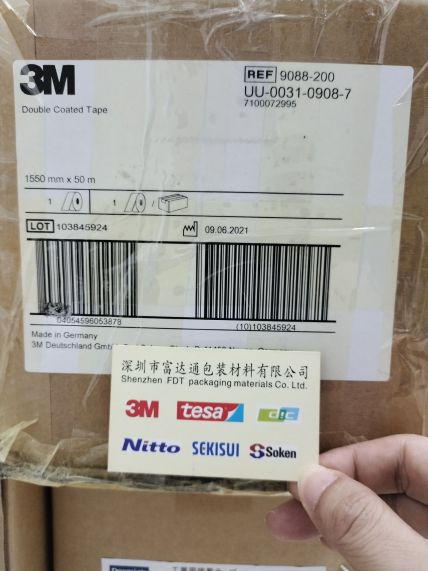 3M
REF 9088-200
UU-0031-0908-7
7100072995
Double Coated Tape
1550 mm x 50 m
1 1 /
LOT 103845924
09.06.2021
04054596053878
(10)103845924
Made in Germany
3M Deutschland
深圳市富达通包装材料有限公司
Shenzhen FDT packaging materials Co. Ltd.
3M tesa dic
Nitto SEKISUI Soken